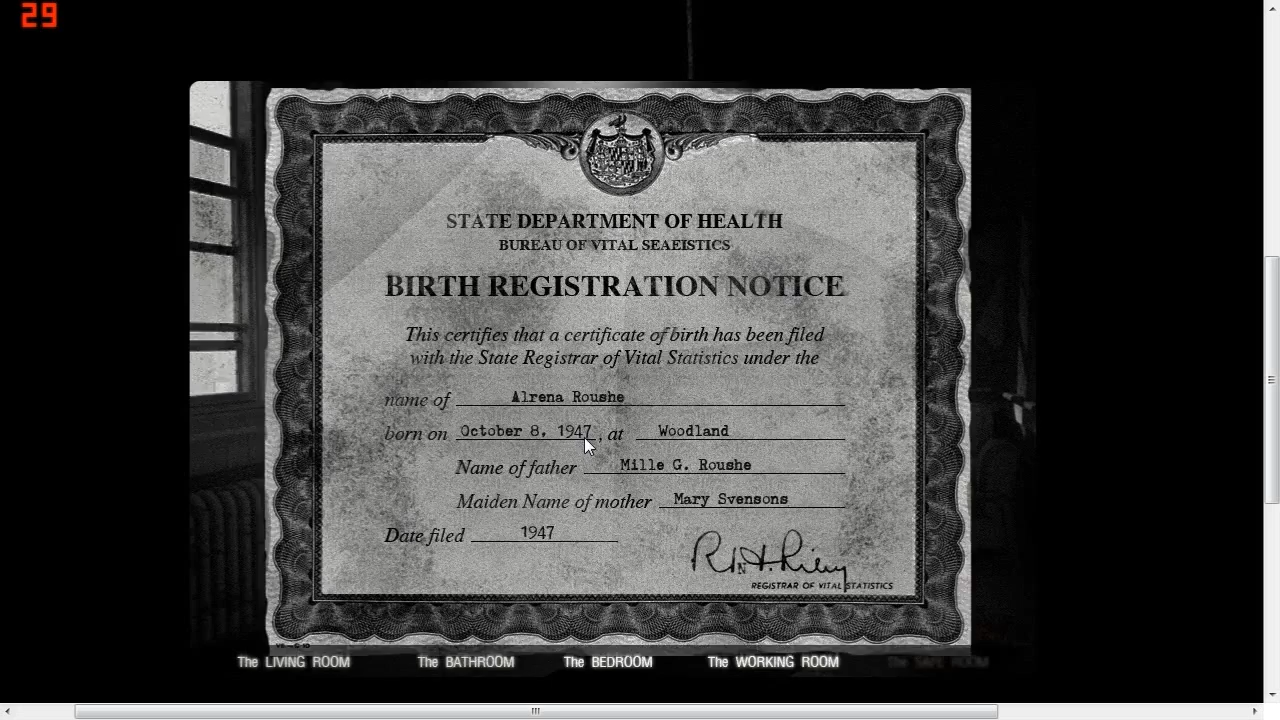 29
STATE DEPARTMENT OF HEALTH
BUREAU OF VITAL SEAEISTICS
BIRTH REGISTRATION NOTICE
This certifies that a certificate of birth has been filed
with the State Registrar of Vital Statistics under the
name of Alrena Roushe
born on October 8, 1947, at Woodland
Name of father Mille G. Roushe
Maiden Name of mother Mary Svensons
Date filed 1947
REGISTRAR OF VITAL STATISTICS
The LIVING ROOM The BATHROOM The BEDROOM The WORKING ROOM The SAFE ROOM